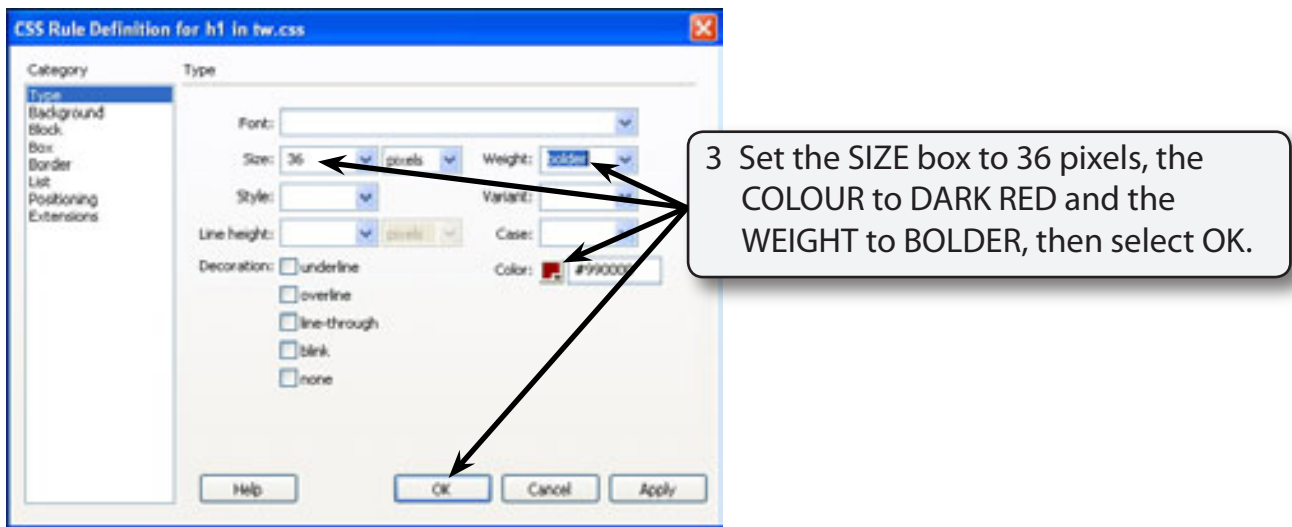 CSS Rule Definition for h1 in tw.css
Category
Type
Type
Background
Block
Box
Border
List
Positioning
Extensions
Font:
Size: 36 pixels Weight: bolder
Style: Variant:
Line height: pixels Case:
Decoration: underline Color: #990000
overline
line-through
blink
none
Help OK Cancel Apply
3 Set the SIZE box to 36 pixels, the
COLOUR to DARK RED and the
WEIGHT to BOLDER, then select OK.